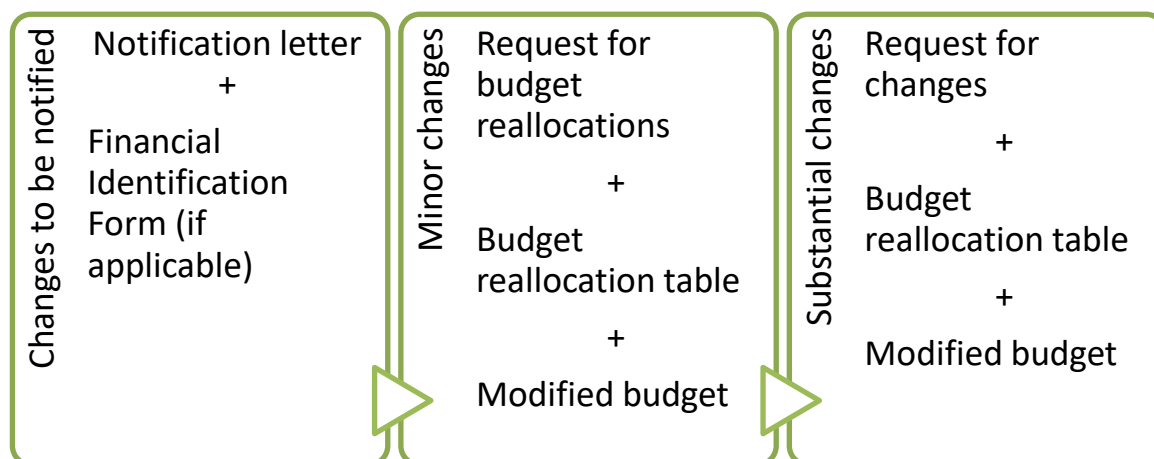 Changes to be notified
Notification letter
+
Financial
Identification
Form (if
applicable)
Minor changes
Request for
budget
reallocations
+
Budget
reallocation table
+
Modified budget
Substantial changes
Request for
changes
+
Budget
reallocation table
+
Modified budget